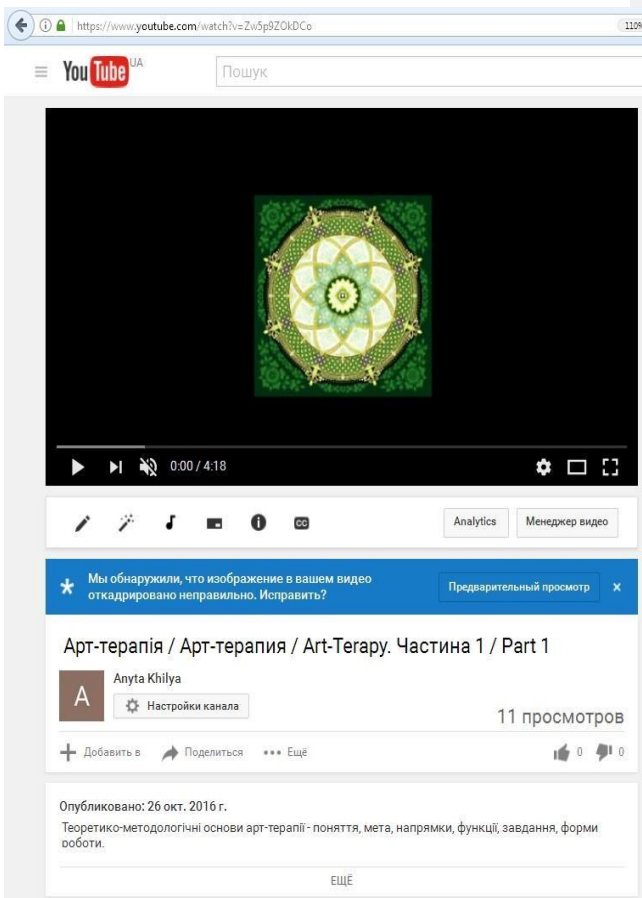 https://www.youtube.com/watch?v=Zw5p9ZOkDCo 110%
YouTube UA Пошук
0:00 / 4:18
CC Analytics Менеджер видео
Мы обнаружили, что изображение в вашем видео
откадрировано неправильно. Исправить? Предварительный просмотр x
Арт-терапія / Арт-терапия / Art-Terapy. Частина 1 / Part 1
A Anyta Khilya
Настройки канала
11 просмотров
Добавить в Поделиться Ещё 0 0
Опубликовано: 26 окт. 2016 г.
Теоретико-методологічні основи арт-терапії - поняття, мета, напрямки, функції, завдання, форми
роботи.
ЕЩЁ